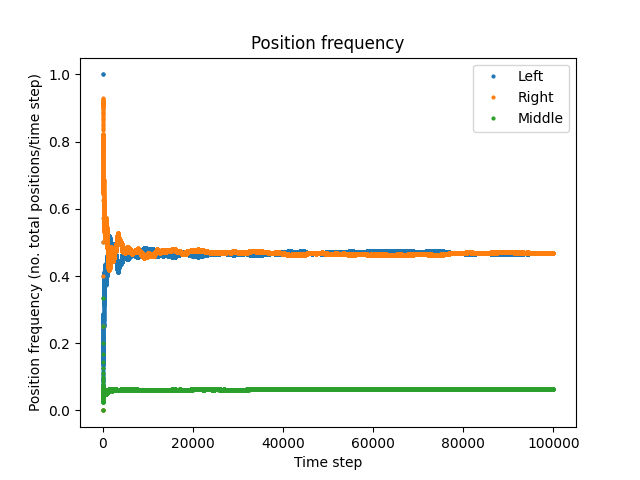 Position frequency
Left
Right
Middle
Position frequency (no. total positions/time step)
1.0
0.8
0.6
0.4
0.2
0.0
0 20000 40000 60000 80000 100000
Time step